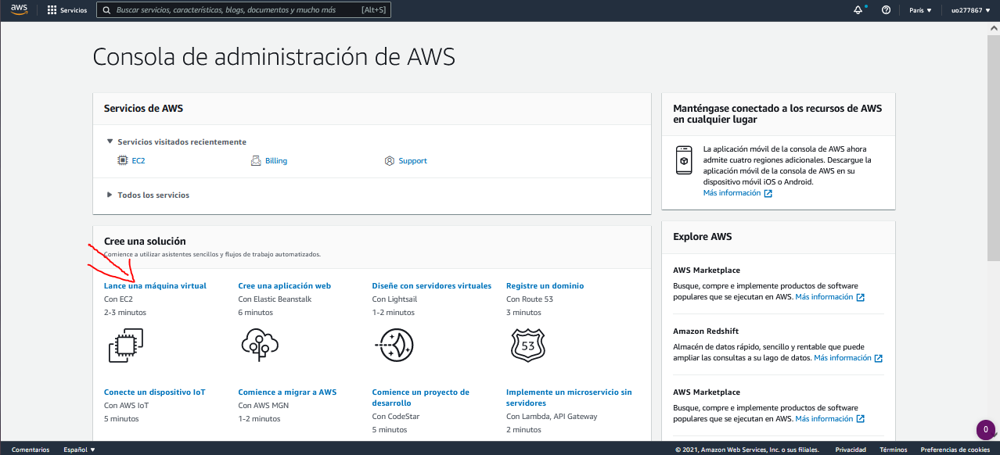 aws
Servicios
Buscar servicios, características, blogs, documentos y mucho más [Alt+S]
París ▼
uo277867 ▼
Consola de administración de AWS
Servicios de AWS
▼ Servicios visitados recientemente
EC2
Billing
Support
▶ Todos los servicios
Cree una solución
Comience a utilizar asistentes sencillos y flujos de trabajo automatizados.
Lance una máquina virtual
Con EC2
2-3 minutos
Cree una aplicación web
Con Elastic Beanstalk
6 minutos
Diseñe con servidores virtuales
Con Lightsail
1-2 minutos
Registre un dominio
Con Route 53
3 minutos
53
Conecte un dispositivo IoT
Con AWS IoT
5 minutos
Comience a migrar a AWS
Con AWS MGN
1-2 minutos
Comience un proyecto de
desarrollo
Con CodeStar
5 minutos
Implemente un microservicio sin
servidores
Con Lambda, API Gateway
2 minutos
Manténgase conectado a los recursos de AWS
en cualquier lugar
La aplicación móvil de la consola de AWS ahora
admite cuatro regiones adicionales. Descargue la
aplicación móvil de la consola de AWS en su
dispositivo móvil iOS o Android.
Más información
Explore AWS
AWS Marketplace
Busque, compre e implemente productos de software
populares que se ejecutan en AWS. Más información
Amazon Redshift
Almacén de datos rápido, sencillo y rentable que puede
ampliar las consultas a su lago de datos. Más información
AWS Marketplace
Busque, compre e implemente productos de software
populares que se ejecutan en AWS. Más información
0
Comentarios
Español ▼
© 2021, Amazon Web Services, Inc. o sus filiales.
Privacidad
Términos
Preferencias de cookies